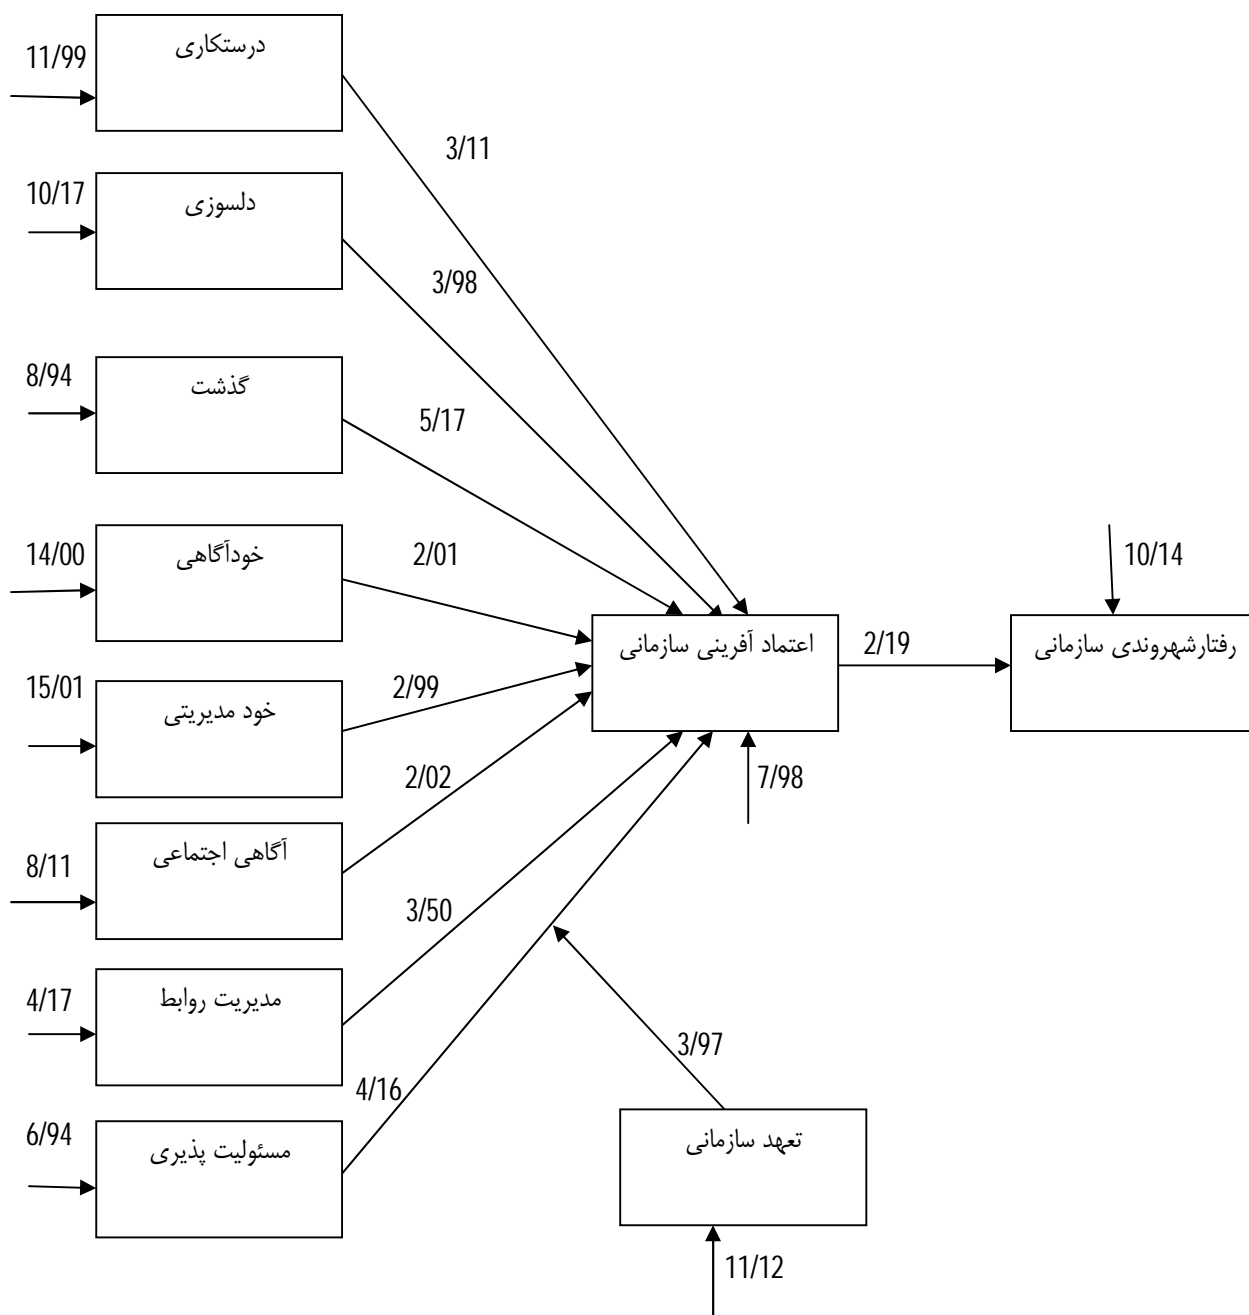 درستکاری
11/99
3/11
دلسوزی
10/17
3/98
گذشت
8/94
5/17
خودآگاهی
14/00
2/01
خود مدیریتی
15/01
2/99
آگاهی اجتماعی
8/11
2/02
مدیریت روابط
4/17
3/50
مسئولیت پذیری
6/94
4/16
اعتماد آفرینی سازمانی
7/98
2/19
رفتارشهروندی سازمانی
10/14
تعهد سازمانی
3/97
11/12